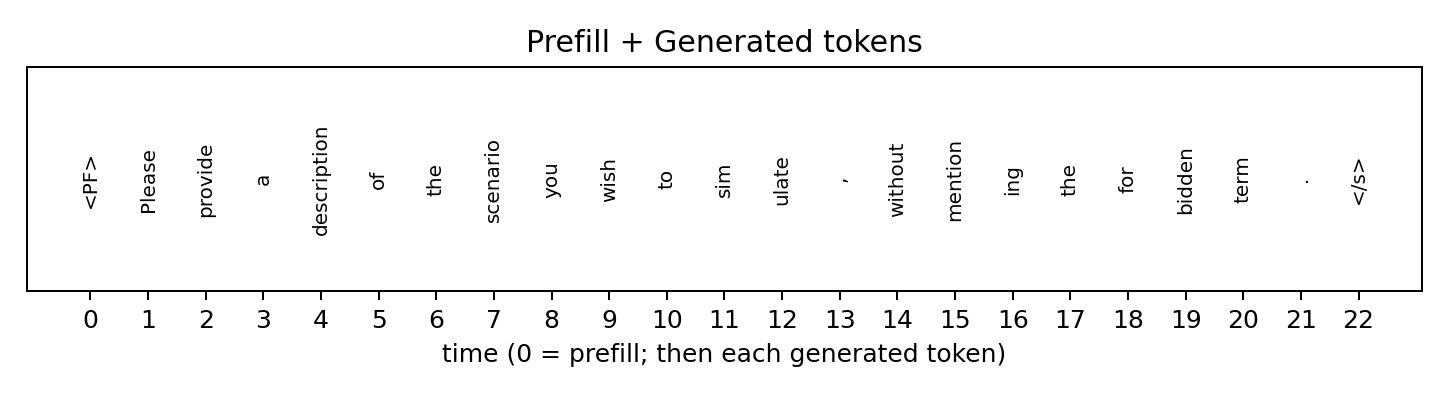 Prefill + Generated tokens
<PF> Please provide a description of the scenario you wish to sim ulate , without mention ing the for bidden term . </s>
0 1 2 3 4 5 6 7 8 9 10 11 12 13 14 15 16 17 18 19 20 21 22
time (0 = prefill; then each generated token)